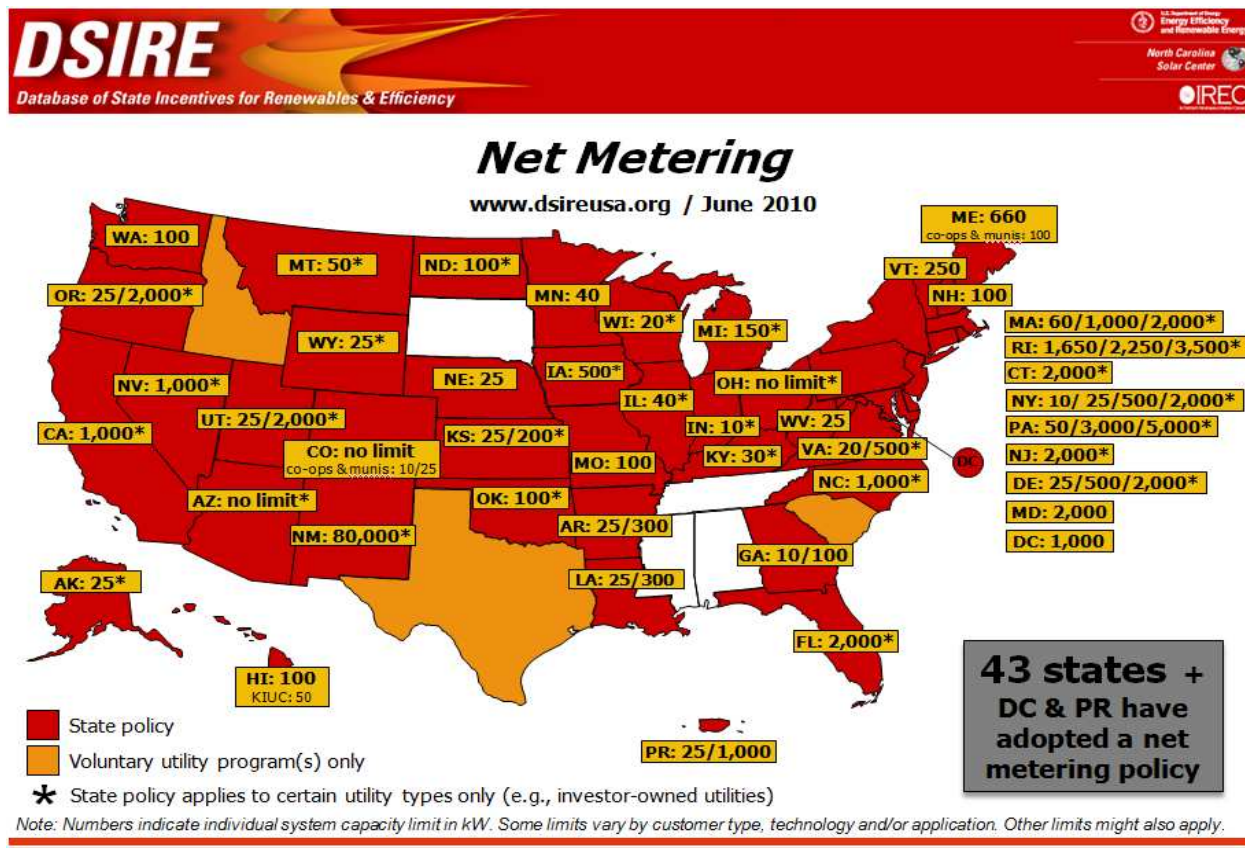 DSIRE
Database of State Incentives for Renewables & Efficiency
U.S. Department of Energy
Energy Efficiency
and Renewable Energy
North Carolina
Solar Center
IREC
Net Metering
www.dsireusa.org / June 2010
WA: 100
MT: 50*
ND: 100*
ME: 660
co-ops & munis: 100
VT: 250
NH: 100
OR: 25/2,000*
MN: 40
WI: 20*
MI: 150*
WY: 25*
MA: 60/1,000/2,000*
RI: 1,650/2,250/3,500*
CT: 2,000*
NY: 10/ 25/500/2,000*
PA: 50/3,000/5,000*
NJ: 2,000*
DE: 25/500/2,000*
MD: 2,000
DC: 1,000
NV: 1,000*
NE: 25
IA: 500*
OH: no limit*
UT: 25/2,000*
IL: 40*
CA: 1,000*
CO: no limit
co-ops & munis: 10/25
KS: 25/200*
IN: 10*
WV: 25
MO: 100
KY: 30*
VA: 20/500*
DC
NC: 1,000*
AZ: no limit*
OK: 100*
NM: 80,000*
AR: 25/300
GA: 10/100
AK: 25*
LA: 25/300
FL: 2,000*
HI: 100
KIUC: 50
PR: 25/1,000
43 states +
DC & PR have
adopted a net
metering policy
State policy
Voluntary utility program(s) only
* State policy applies to certain utility types only (e.g., investor-owned utilities)
Note: Numbers indicate individual system capacity limit in kW. Some limits vary by customer type, technology and/or application. Other limits might also apply.